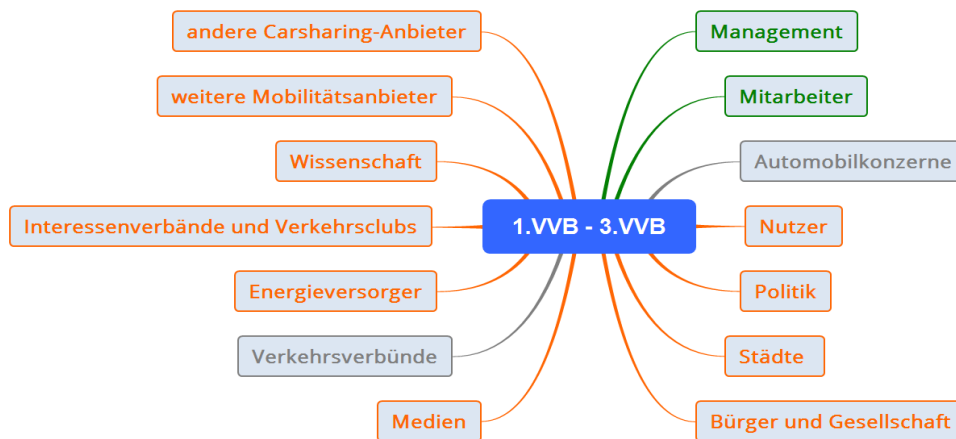 andere Carsharing-Anbieter
Management
weitere Mobilitätsanbieter
Mitarbeiter
Wissenschaft
Automobilkonzerne
Interessenverbände und Verkehrsclubs
1.VVB - 3.VVB
Nutzer
Energieversorger
Politik
Verkehrsverbünde
Städte
Medien
Bürger und Gesellschaft